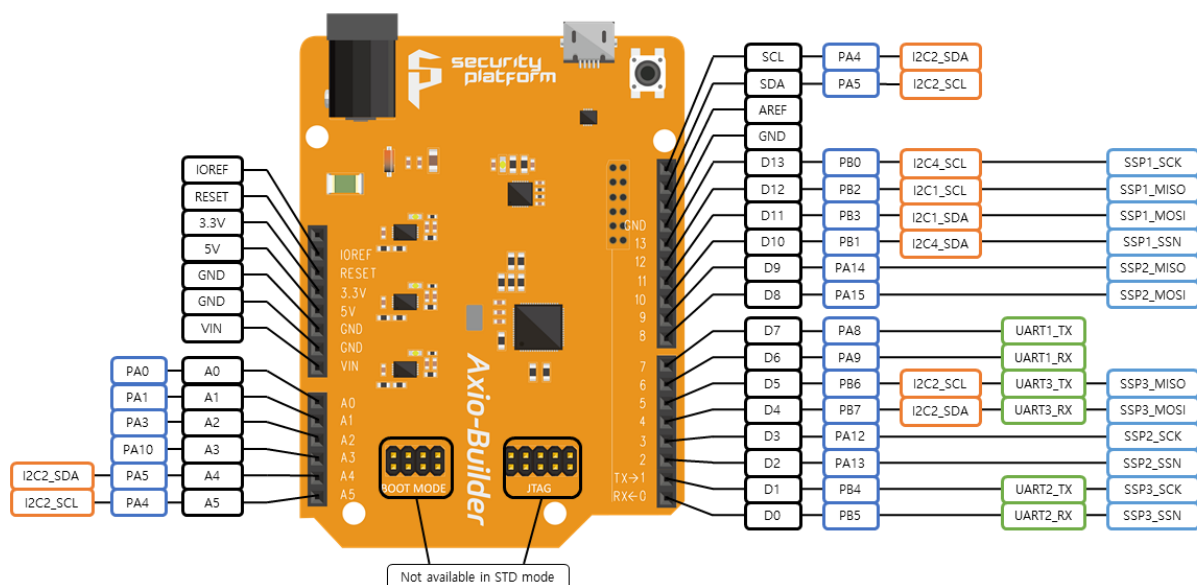 security
platform
SCL PA4 I2C2_SDA
SDA PA5 I2C2_SCL
AREF
GND
D13 PB0 I2C4_SCL SSP1_SCK
D12 PB2 I2C1_SCL SSP1_MISO
D11 PB3 I2C1_SDA SSP1_MOSI
D10 PB1 I2C4_SDA SSP1_SSN
D9 PA14 SSP2_MISO
D8 PA15 SSP2_MOSI
D7 PA8 UART1_TX
D6 PA9 UART1_RX
D5 PB6 I2C2_SCL UART3_TX SSP3_MISO
D4 PB7 I2C2_SDA UART3_RX SSP3_MOSI
D3 PA12 SSP2_SCK
D2 PA13 SSP2_SSN
D1 PB4 UART2_TX SSP3_SCK
D0 PB5 UART2_RX SSP3_SSN
IOREF
RESET
3.3V
5V
GND
GND
VIN
PA0 A0
PA1 A1
PA3 A2
PA10 A3
I2C2_SDA PA5 A4
I2C2_SCL PA4 A5
IOREF
RESET
3.3V
5V
GND
GND
VIN
A0
A1
A2
A3
A4
A5
GND
13
12
11
10
9
8
7
6
5
4
3
2
TX→1
RX←0
Axio-Builder
BOOT MODE
JTAG
Not available in STD mode